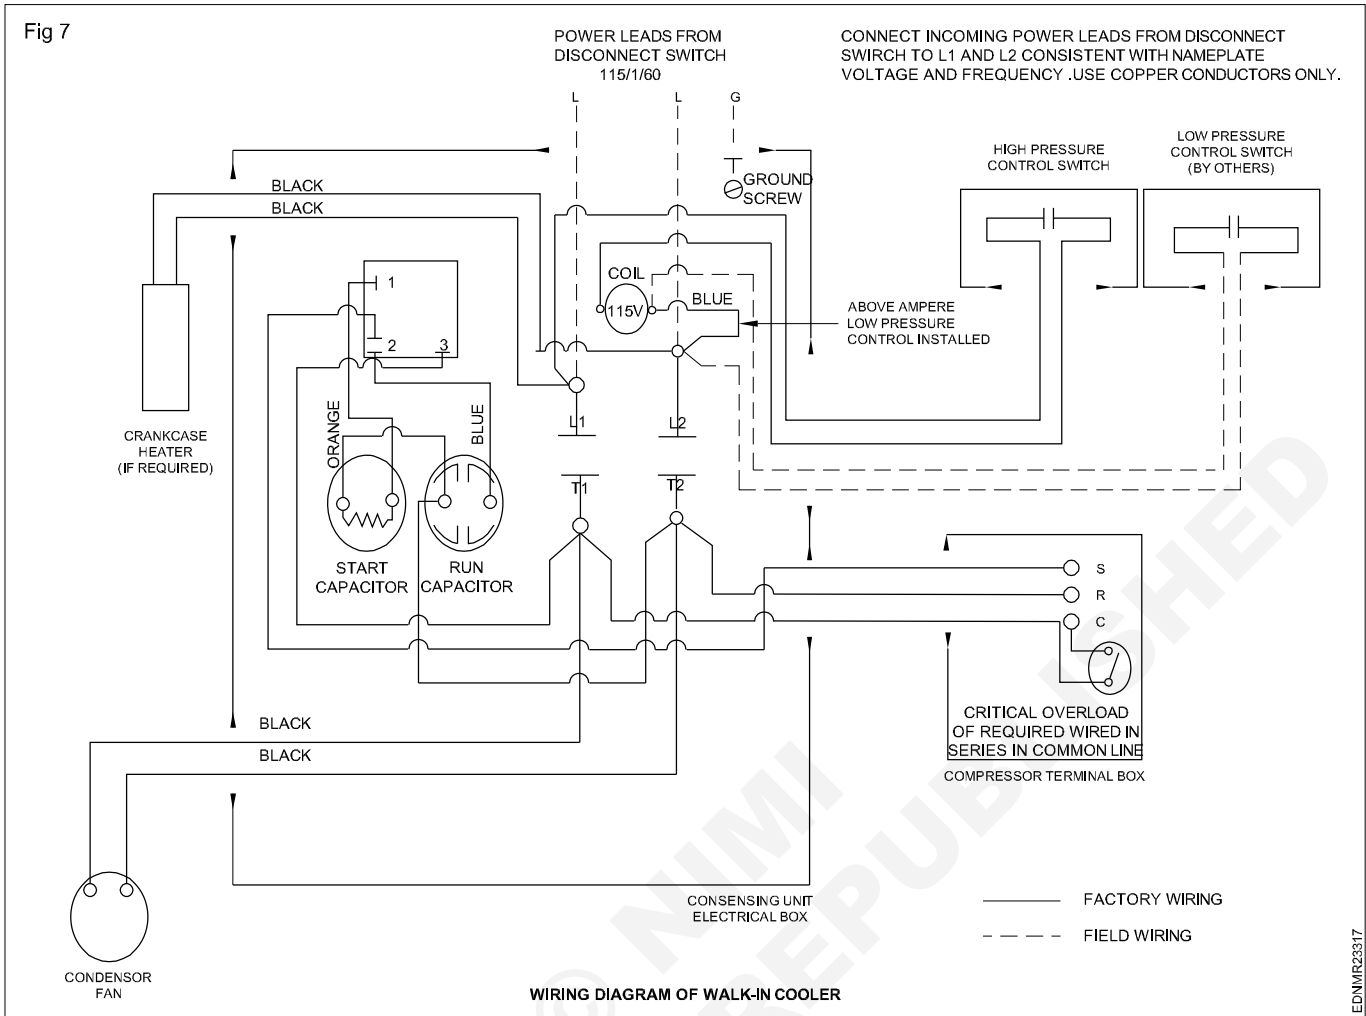 Fig 7
POWER LEADS FROM
DISCONNECT SWITCH
115/1/60
CONNECT INCOMING POWER LEADS FROM DISCONNECT
SWIRCH TO L1 AND L2 CONSISTENT WITH NAMEPLATE
VOLTAGE AND FREQUENCY .USE COPPER CONDUCTORS ONLY.
L
L
G
HIGH PRESSURE
CONTROL SWITCH
LOW PRESSURE
CONTROL SWITCH
(BY OTHERS)
GROUND
SCREW
BLACK
BLACK
COIL
115V
BLUE
ABOVE AMPERE
LOW PRESSURE
CONTROL INSTALLED
1
2
3
CRANKCASE
HEATER
(IF REQUIRED)
ORANGE
BLUE
L1
L2
T1
T2
START
CAPACITOR
RUN
CAPACITOR
S
R
C
CRITICAL OVERLOAD
OF REQUIRED WIRED IN
SERIES IN COMMON LINE
COMPRESSOR TERMINAL BOX
BLACK
BLACK
CONSENSING UNIT
ELECTRICAL BOX
FACTORY WIRING
FIELD WIRING
CONDENSOR
FAN
WIRING DIAGRAM OF WALK-IN COOLER
EDNMR23317
© NIMI
REPUBLISHED